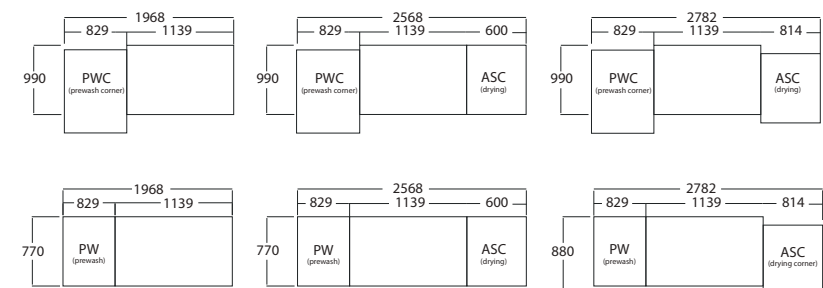 1968
829 1139
990
PWC
(prewash corner)
2568
829 1139 600
990
PWC
(prewash corner)
ASC
(drying)
2782
829 1139 814
990
PWC
(prewash corner)
ASC
(drying)
1968
829 1139
770
PW
(prewash)
2568
829 1139 600
770
PW
(prewash)
ASC
(drying)
2782
829 1139 814
880
PW
(prewash)
ASC
(drying corner)